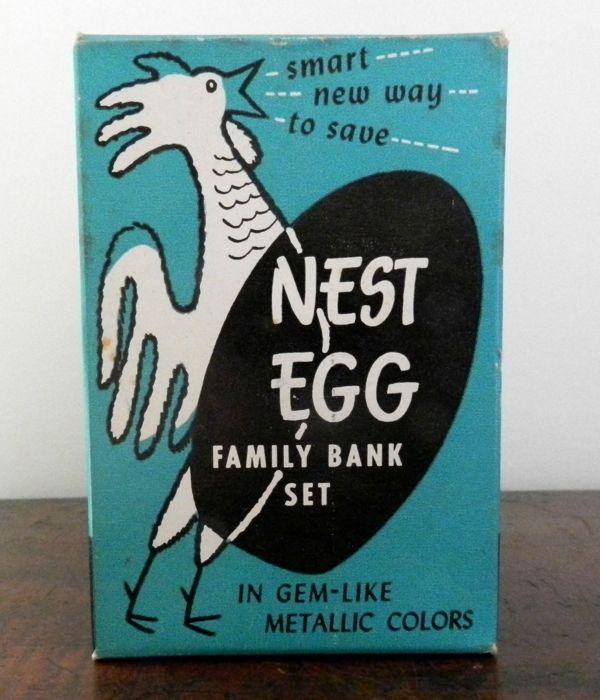 smart
new way
to save
NEST
EGG
FAMILY BANK
SET
IN GEM-LIKE
METALLIC COLORS